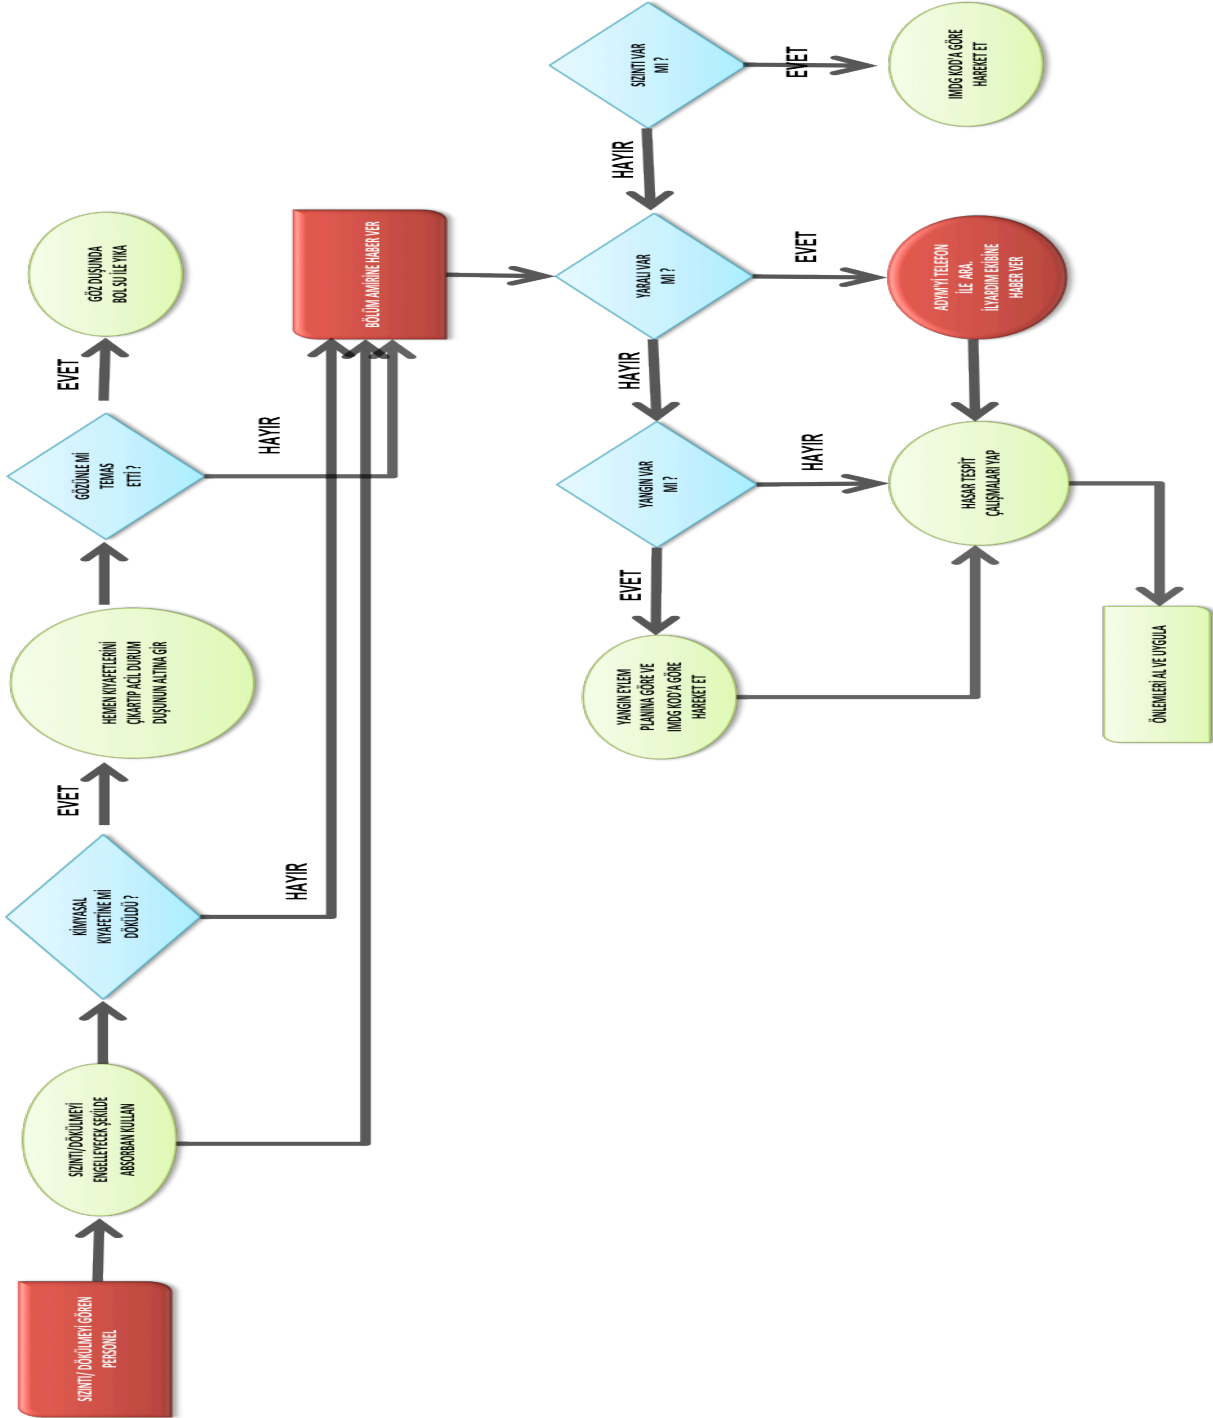 SIZINTI/ DÖKÜLMEYİ GÖREN
PERSONEL
SIZINTI/DÖKÜLMEYİ
ENGELLEYECEK ŞEKİLDE
ABSORBAN KULLAN
KİMYASAL
KIYAFETİNE Mİ
DÖKÜLDÜ ?
EVET
HAYIR
HEMEN KIYAFETLERİNİ
ÇIKARTIP ACİL DURUM
DUŞUNUN ALTINA GİR
GÖZÜNLE Mİ
TEMAS
ETTİ ?
EVET
HAYIR
GÖZ DUŞUNDA
BOL SU İLE YIKA
BÖLÜM AMİRİNE HABER VER
SIZINTI VAR
MI ?
EVET
IMDG KOD'A GÖRE
HAREKET ET
HAYIR
YARALI VAR
MI ?
EVET
ADYM'Yİ TELEFON
İLE ARA.
İLYARDIM EKİBİNE
HABER VER
HAYIR
YANGIN VAR
MI ?
HAYIR
HASAR TESPİT
ÇALIŞMALARI YAP
EVET
YANGIN EYLEM
PLANINA GÖRE VE
IMDG KOD'A GÖRE
HAREKET ET
ÖNLEMLERİ AL VE UYGULA